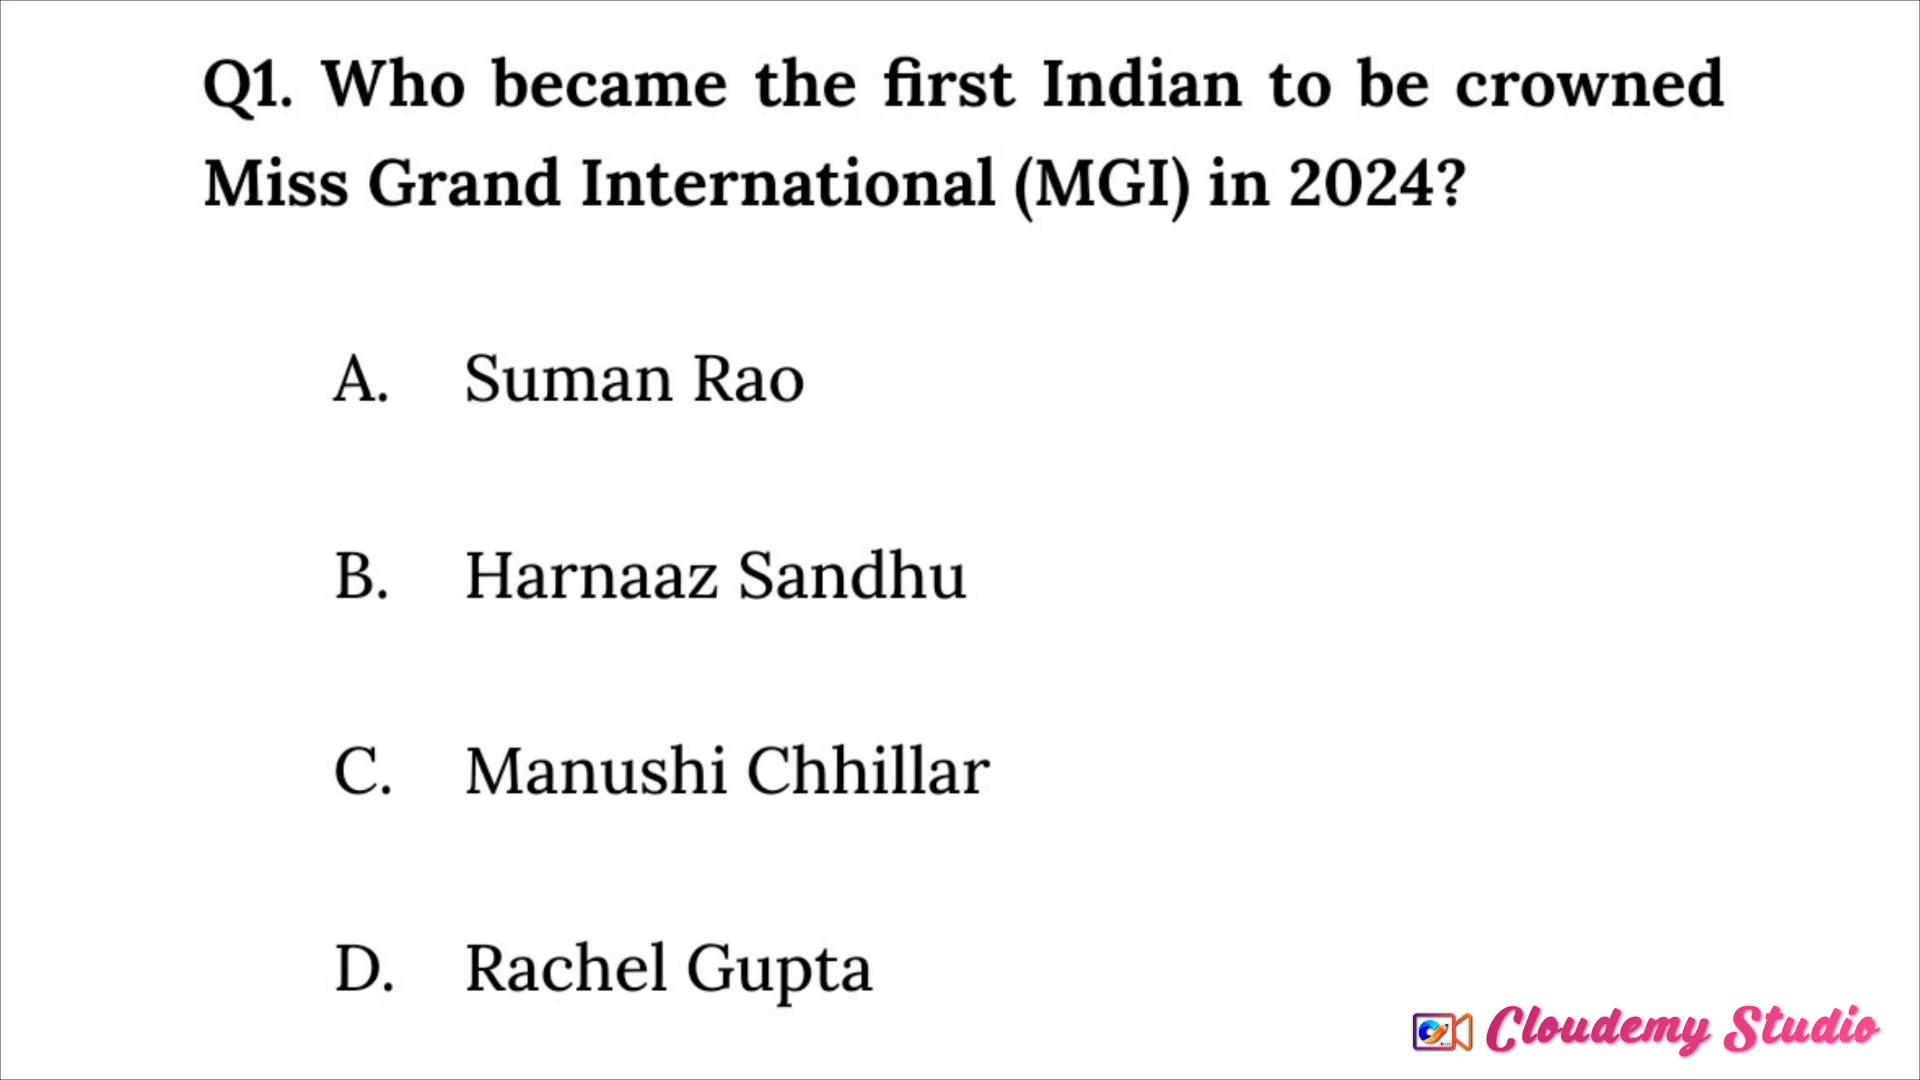 Q1. Who became the first Indian to be crowned
Miss Grand International (MGI) in 2024?
A. Suman Rao
B. Harnaaz Sandhu
C. Manushi Chhillar
D. Rachel Gupta
Cloudemy Studio